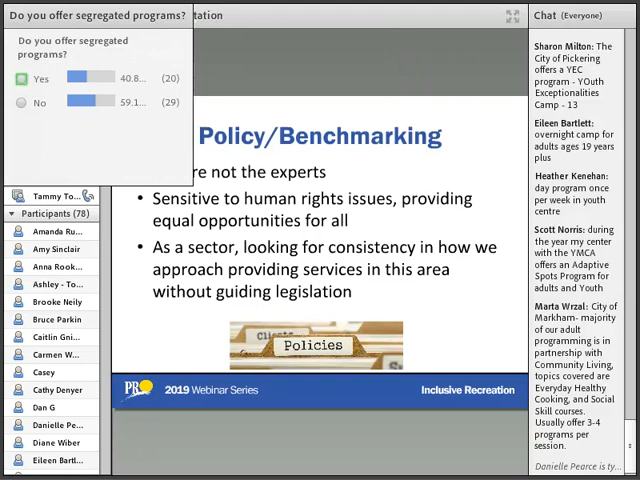 Do you offer segregated programs?
tation
Do you offer segregated
programs?
Yes 40.8... (20)
No 59.1... (29)
Tammy To...
Participants (78)
Amanda Ru...
Amy Sinclair
Anna Rook...
Ashley - To...
Brooke Neily
Bruce Parkin
Caitlin Gni...
Carmen W...
Casey
Cathy Denyer
Dan G
Danielle Pe...
Diane Wiber
Eileen Bartl...
Policy/Benchmarking
re not the experts
• Sensitive to human rights issues, providing
equal opportunities for all
• As a sector, looking for consistency in how we
approach providing services in this area
without guiding legislation
Clients
Policies
PRO 2019 Webinar Series Inclusive Recreation
Chat (Everyone)
Sharon Milton: The
City of Pickering
offers a YEC
program - YOuth
Exceptionalities
Camp - 13
Eileen Bartlett:
overnight camp for
adults ages 19 years
plus
Heather Kenehan:
day program once
per week in youth
centre
Scott Norris: during
the year my center
with the YMCA
offers an Adaptive
Spots Program for
adults and Youth
Marta Wrzal: City of
Markham- majority
of our adult
programming is in
partnership with
Community Living,
topics covered are
Everyday Healthy
Cooking, and Social
Skill courses.
Usually offer 3-4
programs per
session.
Danielle Pearce is ty...